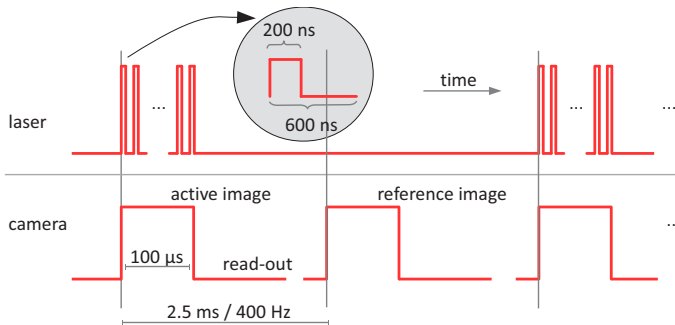 200 ns
600 ns
time
...
...
...
...
laser
active image
reference image
camera
...
100 µs
read-out
2.5 ms / 400 Hz